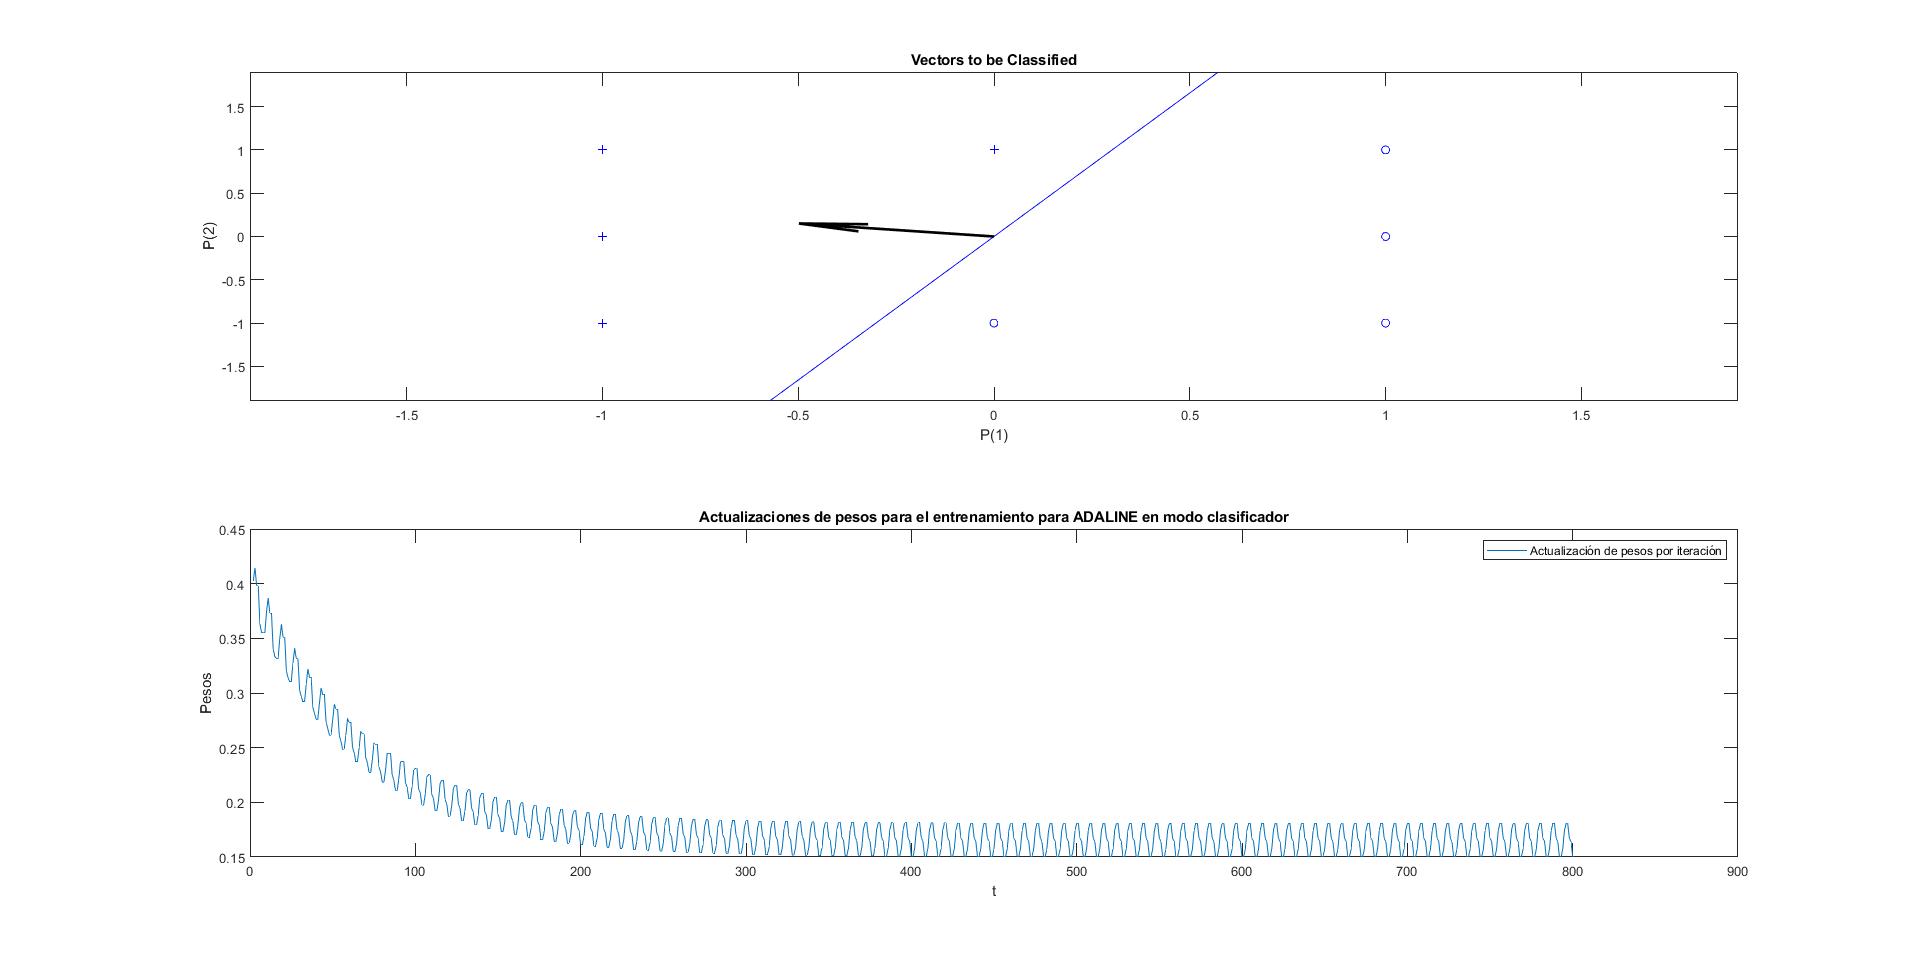 Vectors to be Classified
1.5
1
0.5
0
-0.5
-1
-1.5
P(2)
-1.5 -1 -0.5 0 0.5 1 1.5
P(1)
Actualizaciones de pesos para el entrenamiento para ADALINE en modo clasificador
0.45
0.4
0.35
0.3
0.25
0.2
0.15
Pesos
Actualización de pesos por iteración
0 100 200 300 400 500 600 700 800 900
t